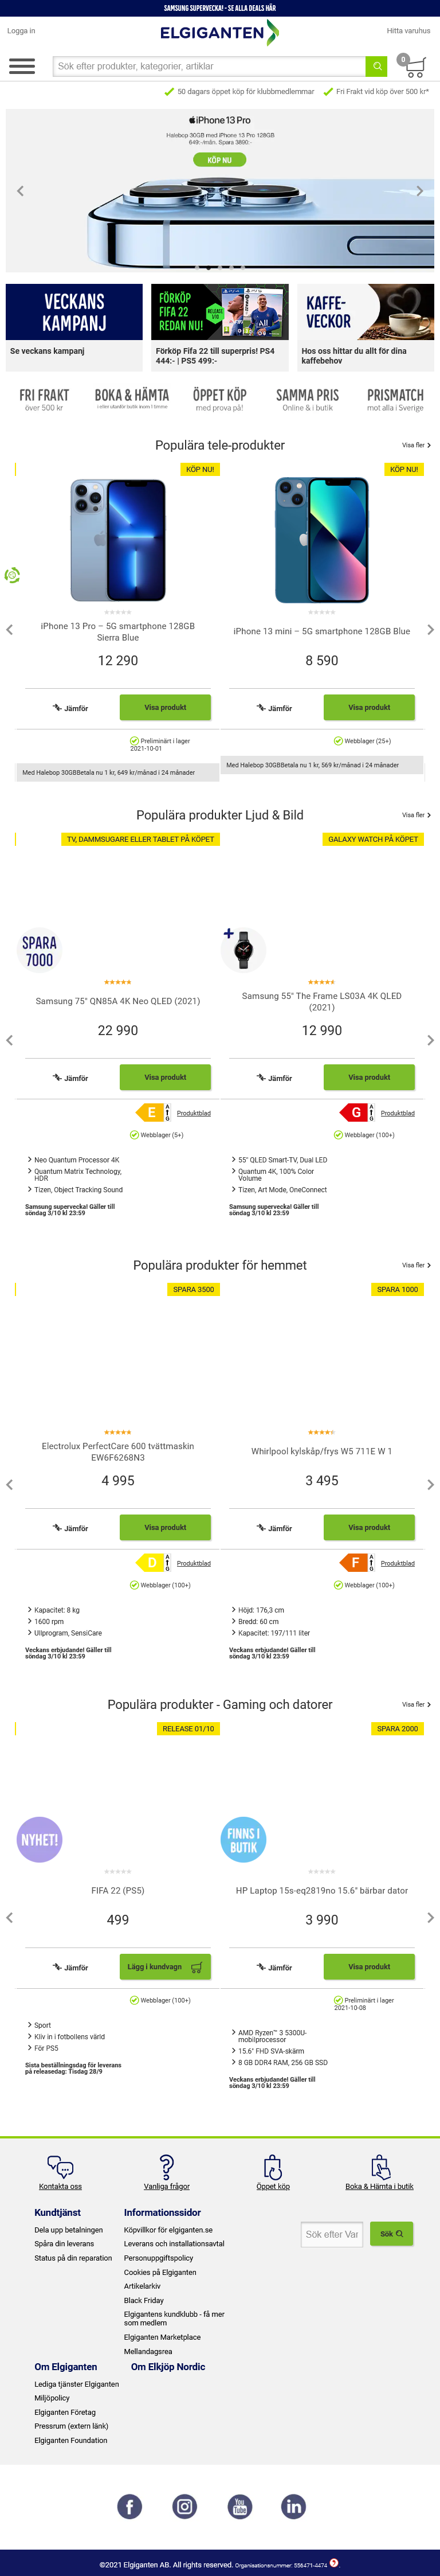 SAMSUNG SUPERVECKA! - SE ALLA DEALS HÄR
Logga in
ELGIGANTEN
Hitta varuhus
Sök efter produkter, kategorier, artiklar
0
50 dagars öppet köp för klubbmedlemmar
Fri Frakt vid köp över 500 kr*
iPhone 13 Pro
Halebop 30GB med iPhone 13 Pro 128GB
649:-/mån. Spara 3890:-
KÖP NU
VECKANS
KAMPANJ
Se veckans kampanj
FÖRKÖP
FIFA 22
REDAN NU!
RELEASE
1/10
Förköp Fifa 22 till superpris! PS4
444:- | PS5 499:-
KAFFE-
VECKOR
Hos oss hittar du allt för dina
kaffebehov
FRI FRAKT
över 500 kr
BOKA & HÄMTA
i eller utanför butik inom 1 timme
ÖPPET KÖP
med prova på!
SAMMA PRIS
Online & i butik
PRISMATCH
mot alla i Sverige
Populära tele-produkter
Visa fler
KÖP NU!
KÖP NU!
iPhone 13 Pro – 5G smartphone 128GB
Sierra Blue
iPhone 13 mini – 5G smartphone 128GB Blue
12 290
8 590
Jämför
Visa produkt
Jämför
Visa produkt
Preliminärt i lager
2021-10-01
Webblager (25+)
Med Halebop 30GBBetala nu 1 kr, 649 kr/månad i 24 månader
Med Halebop 30GBBetala nu 1 kr, 569 kr/månad i 24 månader
Populära produkter Ljud & Bild
Visa fler
TV, DAMMSUGARE ELLER TABLET PÅ KÖPET
GALAXY WATCH PÅ KÖPET
SPARA
7000
Samsung 75" QN85A 4K Neo QLED (2021)
Samsung 55" The Frame LS03A 4K QLED
(2021)
22 990
12 990
Jämför
Visa produkt
Jämför
Visa produkt
E
A
G
Produktblad
G
A
G
Produktblad
Webblager (5+)
Webblager (100+)
Neo Quantum Processor 4K
Quantum Matrix Technology,
HDR
Tizen, Object Tracking Sound
55" QLED Smart-TV, Dual LED
Quantum 4K, 100% Color
Volume
Tizen, Art Mode, OneConnect
Samsung supervecka! Gäller till
söndag 3/10 kl 23:59
Samsung supervecka! Gäller till
söndag 3/10 kl 23:59
Populära produkter för hemmet
Visa fler
SPARA 3500
SPARA 1000
Electrolux PerfectCare 600 tvättmaskin
EW6F6268N3
Whirlpool kylskåp/frys W5 711E W 1
4 995
3 495
Jämför
Visa produkt
Jämför
Visa produkt
D
A
G
Produktblad
F
A
G
Produktblad
Webblager (100+)
Webblager (100+)
Kapacitet: 8 kg
1600 rpm
Ullprogram, SensiCare
Höjd: 176,3 cm
Bredd: 60 cm
Kapacitet: 197/111 liter
Veckans erbjudande! Gäller till
söndag 3/10 kl 23:59
Veckans erbjudande! Gäller till
söndag 3/10 kl 23:59
Populära produkter - Gaming och datorer
Visa fler
RELEASE 01/10
SPARA 2000
NYHET!
FINNS I
BUTIK
FIFA 22 (PS5)
HP Laptop 15s-eq2819no 15.6" bärbar dator
499
3 990
Jämför
Lägg i kundvagn
Jämför
Visa produkt
Webblager (100+)
Preliminärt i lager
2021-10-08
Sport
Kliv in i fotbollens värld
För PS5
AMD Ryzen™ 3 5300U-
mobilprocessor
15.6" FHD SVA-skärm
8 GB DDR4 RAM, 256 GB SSD
Sista beställningsdag för leverans
på releasedag: Tisdag 28/9
Veckans erbjudande! Gäller till
söndag 3/10 kl 23:59
Kontakta oss
Vanliga frågor
Öppet köp
Boka & Hämta i butik
Kundtjänst
Dela upp betalningen
Spåra din leverans
Status på din reparation
Informationssidor
Köpvillkor för elgiganten.se
Leverans och installationsavtal
Personuppgiftspolicy
Cookies på Elgiganten
Artikelarkiv
Black Friday
Elgigantens kundklubb - få mer
som medlem
Elgiganten Marketplace
Mellandagsrea
Sök efter Var
Sök
Om Elgiganten
Lediga tjänster Elgiganten
Miljöpolicy
Elgiganten Företag
Pressrum (extern länk)
Elgiganten Foundation
Om Elkjöp Nordic
You
Tube
©2021 Elgiganten AB. All rights reserved. Organisationsnummer: 556471-4474